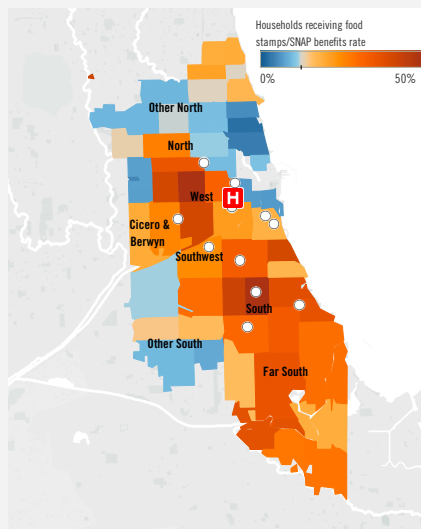 Households receiving food
stamps/SNAP benefits rate
0%
50%
Other North
North
West
H
Cicero &
Berwyn
Southwest
South
Other South
Far South